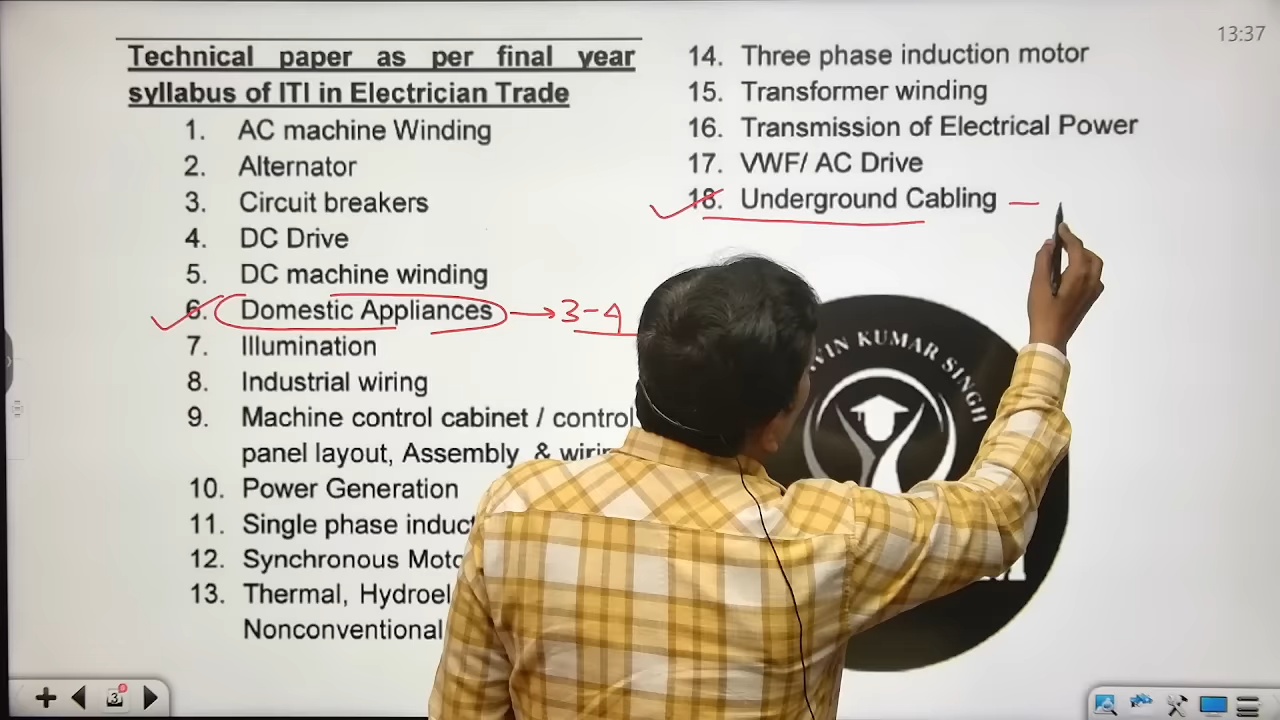 13:37
Technical paper as per final year
syllabus of ITI in Electrician Trade
1. AC machine Winding
2. Alternator
3. Circuit breakers
4. DC Drive
5. DC machine winding
6. Domestic Appliances → 3-4
7. Illumination
8. Industrial wiring
9. Machine control cabinet / control
panel layout, Assembly & wiri
10. Power Generation
11. Single phase induct
12. Synchronous Moto
13. Thermal, Hydroel
Nonconventional
14. Three phase induction motor
15. Transformer winding
16. Transmission of Electrical Power
17. VWF/ AC Drive
18. Underground Cabling —
KUMAR SINGH
3